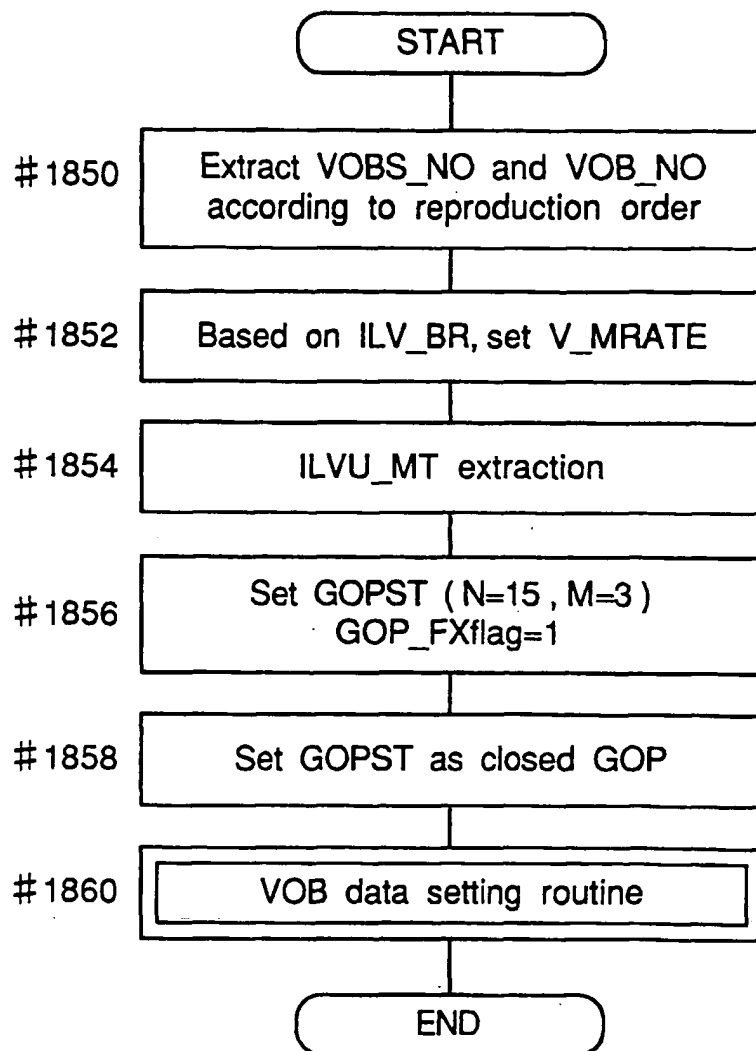 START
#1850
Extract VOBS_NO and VOB_NO
according to reproduction order
#1852
Based on ILV_BR, set V_MRATE
#1854
ILVU_MT extraction
#1856
Set GOPST (N=15, M=3)
GOP_FXflag=1
#1858
Set GOPST as closed GOP
#1860
VOB data setting routine
END